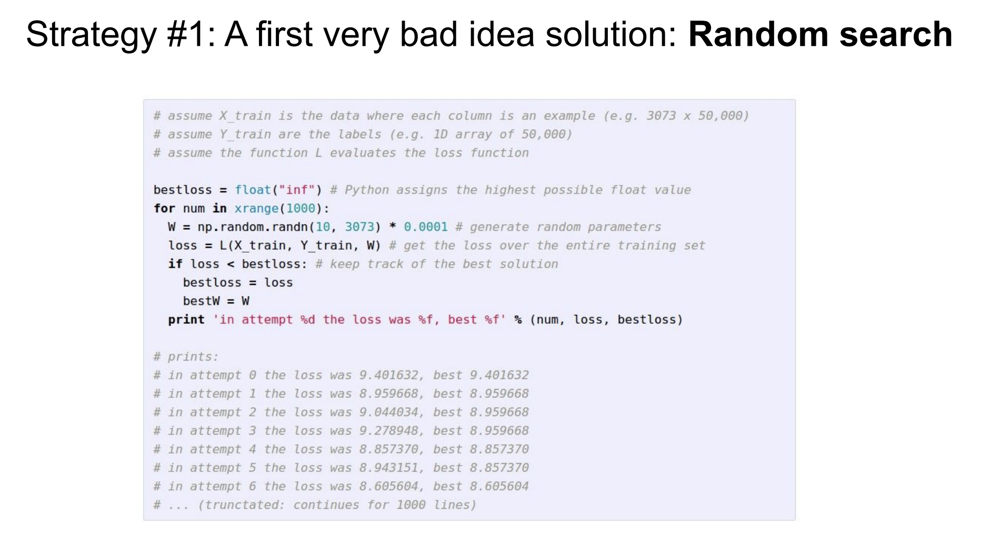 Strategy #1: A first very bad idea solution: Random search
# assume X_train is the data where each column is an example (e.g. 3073 x 50,000)
# assume Y_train are the labels (e.g. 1D array of 50,000)
# assume the function L evaluates the loss function
bestloss = float("inf") # Python assigns the highest possible float value
for num in xrange(1000):
  W = np.random.randn(10, 3073) * 0.0001 # generate random parameters
  loss = L(X_train, Y_train, W) # get the loss over the entire training set
  if loss < bestloss: # keep track of the best solution
    bestloss = loss
    bestW = W
  print 'in attempt %d the loss was %f, best %f' % (num, loss, bestloss)
# prints:
# in attempt 0 the loss was 9.401632, best 9.401632
# in attempt 1 the loss was 8.959668, best 8.959668
# in attempt 2 the loss was 9.044034, best 8.959668
# in attempt 3 the loss was 9.278948, best 8.959668
# in attempt 4 the loss was 8.857370, best 8.857370
# in attempt 5 the loss was 8.943151, best 8.857370
# in attempt 6 the loss was 8.605604, best 8.605604
# ... (trunctated: continues for 1000 lines)